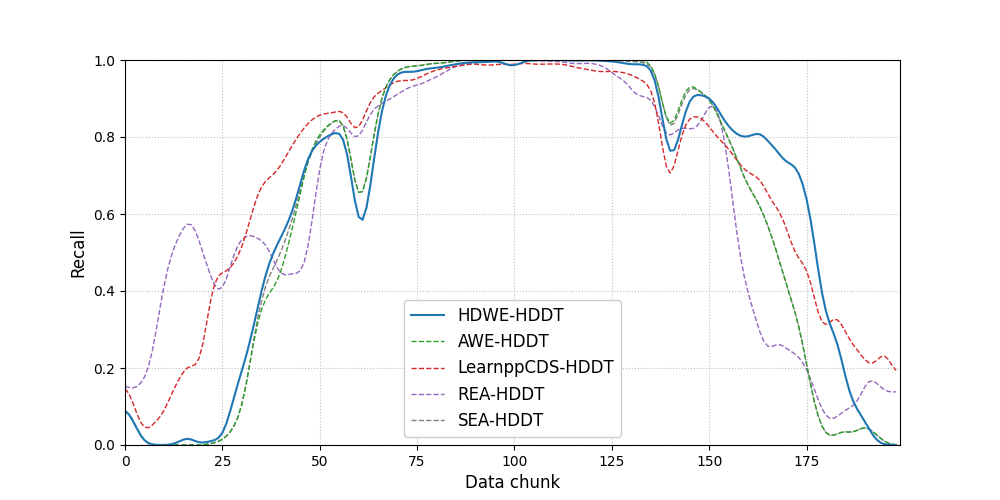 1.0
0.8
0.6
0.4
0.2
0.0
Recall
HDWE-HDDT
AWE-HDDT
LearnppCDS-HDDT
REA-HDDT
SEA-HDDT
0 25 50 75 100 125 150 175
Data chunk